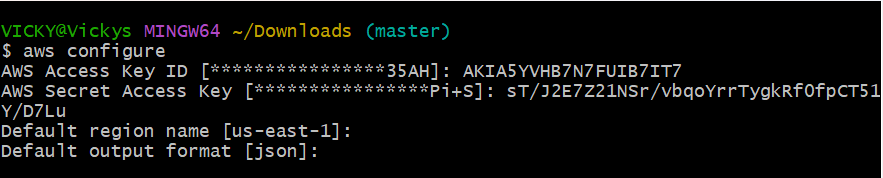 VICKY@Vickys MINGW64 ~/Downloads (master)
$ aws configure
AWS Access Key ID [****************35AH]: AKIA5YVHB7N7FUIB7IT7
AWS Secret Access Key [****************Pi+S]: sT/J2E7Z21NSr/vbqoYrrTygkRfOfpCT51
Y/D7Lu
Default region name [us-east-1]:
Default output format [json]: